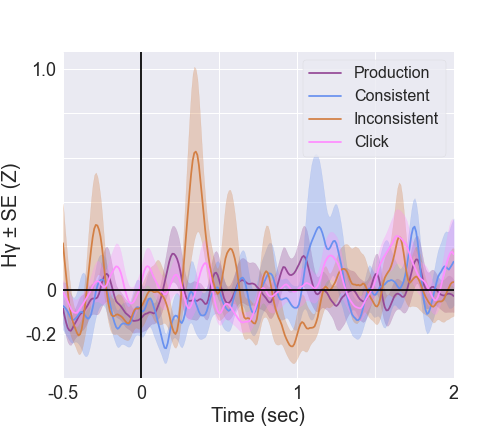 Hγ ± SE (Z)
1.0
0
-0.2
Production
Consistent
Inconsistent
Click
-0.5 0 1 2
Time (sec)